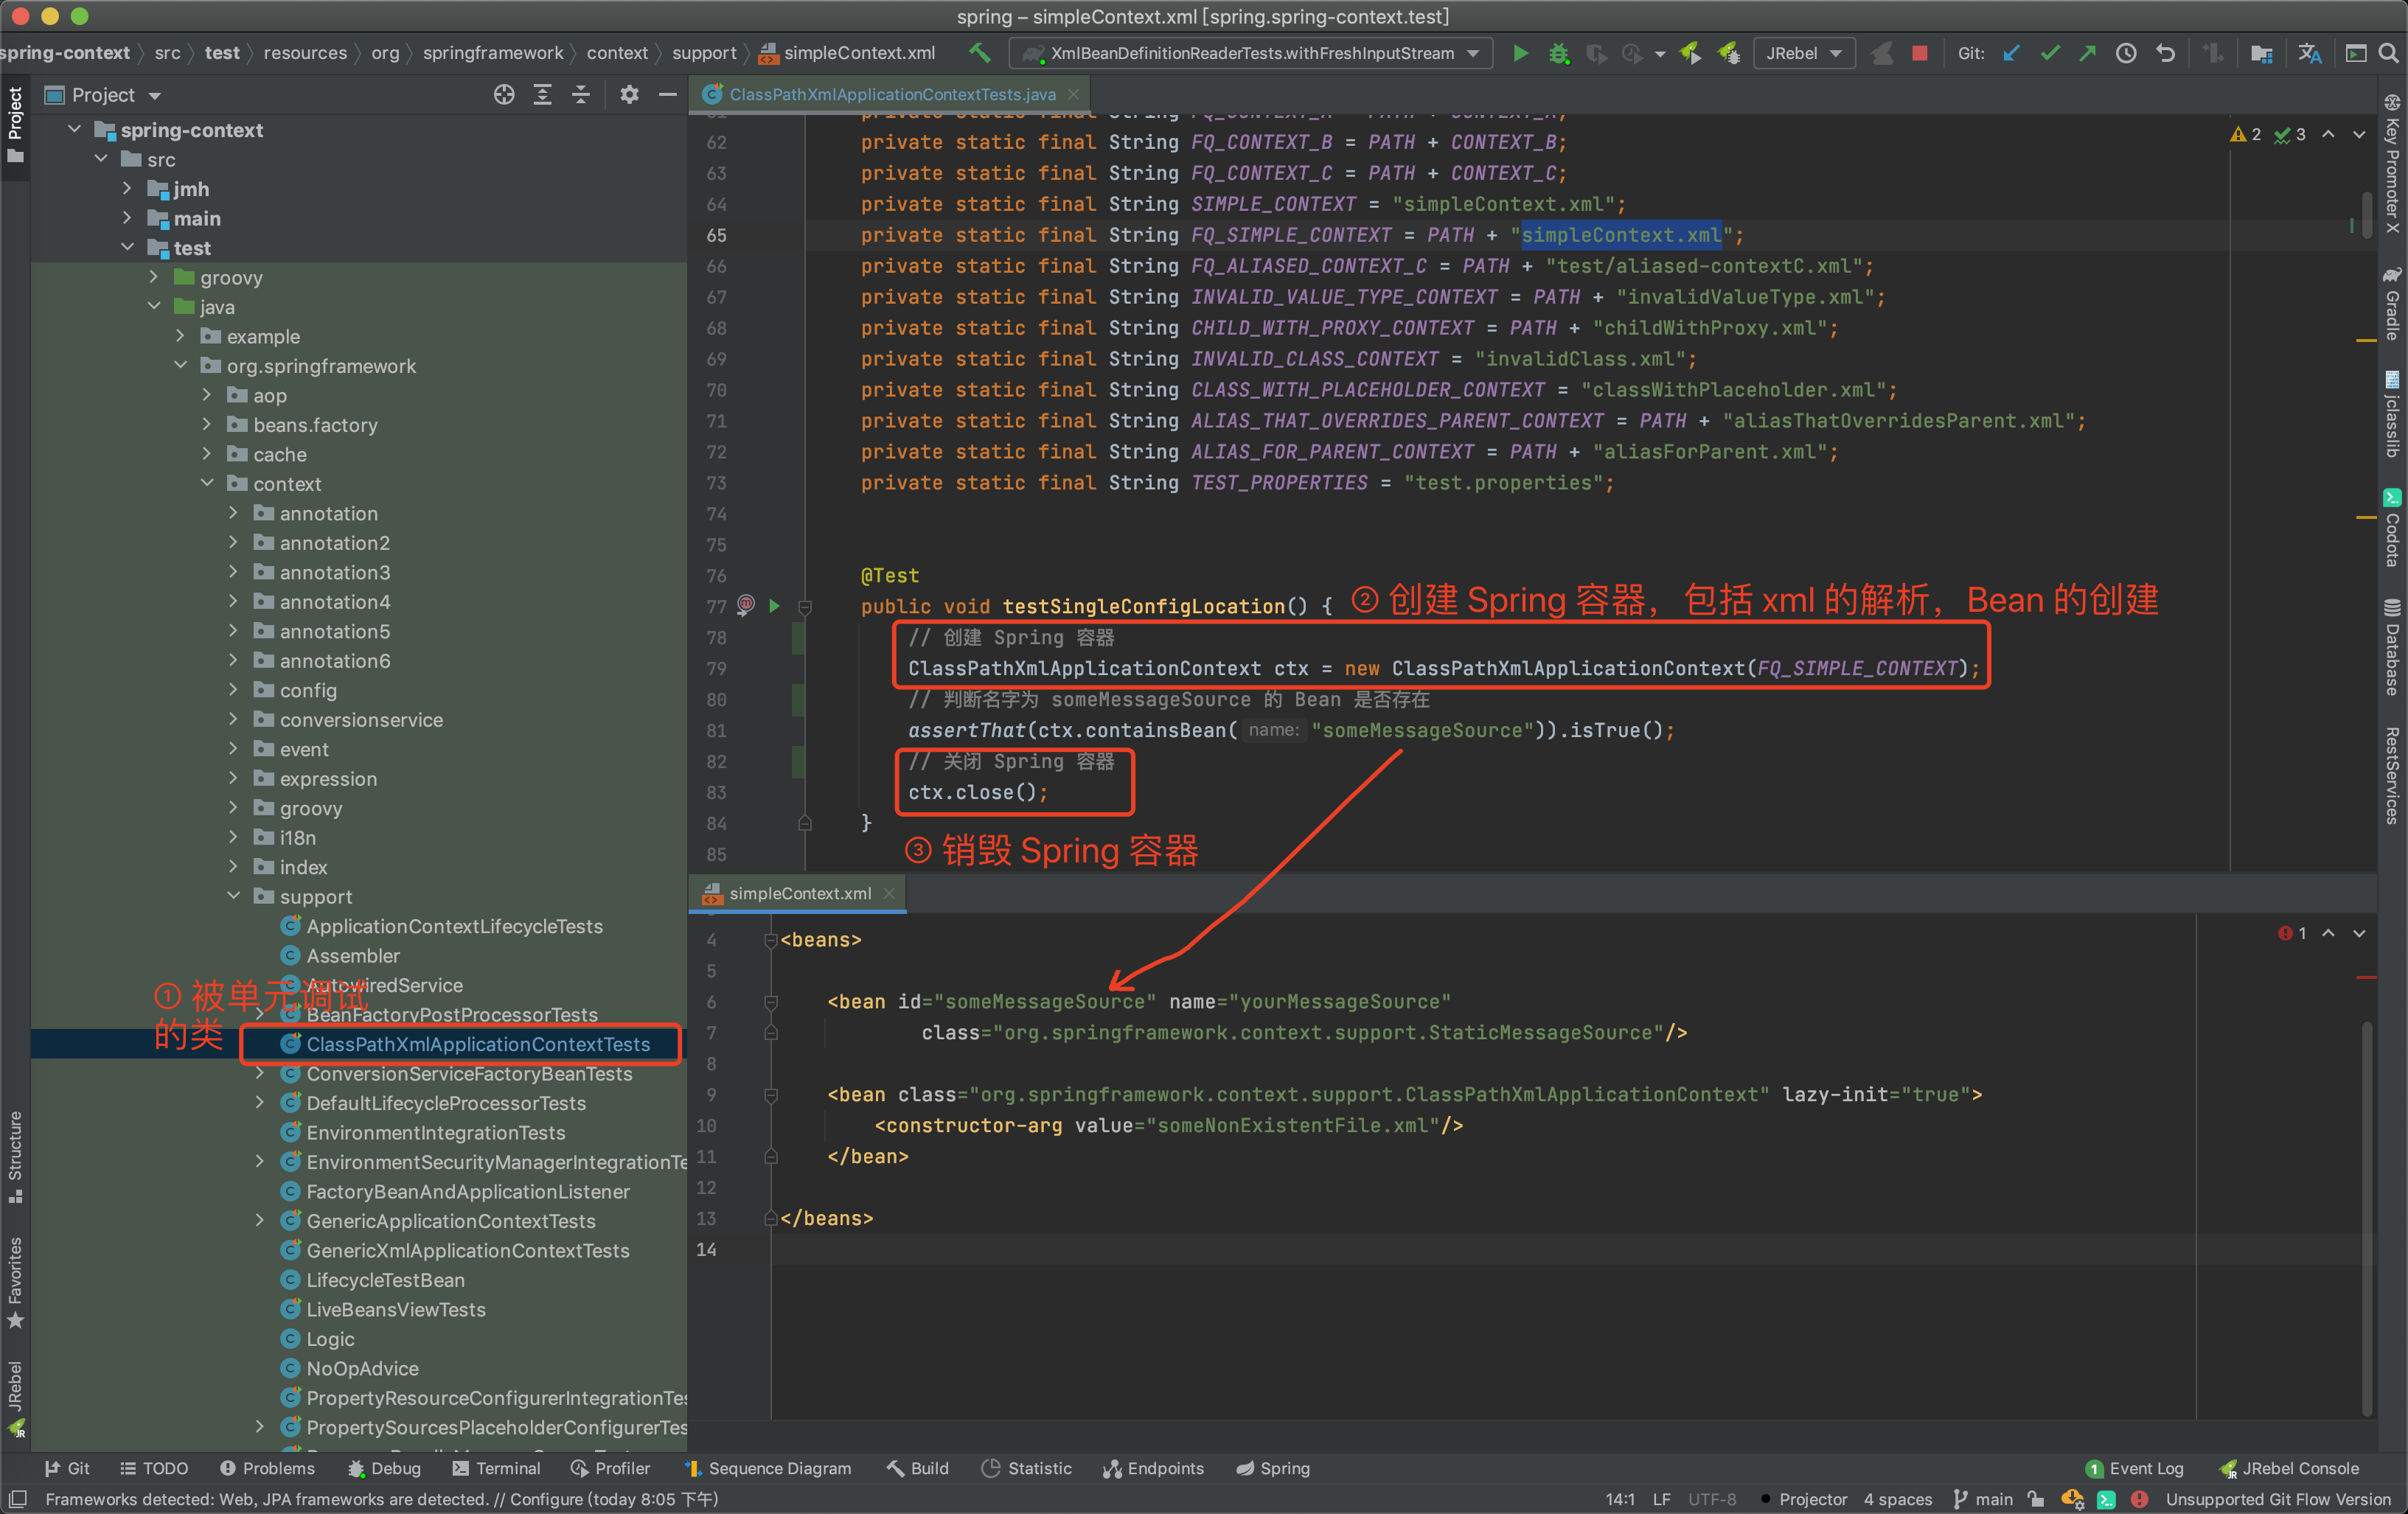 spring – simpleContext.xml [spring.spring-context.test]
spring-context src test resources org springframework context support simpleContext.xml
XmlBeanDefinitionReaderTests.withFreshInputStream
JRebel
Git:
Project
Project
ClassPathXmlApplicationContextTests.java
spring-context
src
jmh
main
test
groovy
java
example
org.springframework
aop
beans.factory
cache
context
annotation
annotation2
annotation3
annotation4
annotation5
annotation6
config
conversionservice
event
expression
groovy
i18n
index
support
ApplicationContextLifecycleTests
Assembler
AutowiredService
BeanFactoryPostProcessorTests
ClassPathXmlApplicationContextTests
ConversionServiceFactoryBeanTests
DefaultLifecycleProcessorTests
EnvironmentIntegrationTests
EnvironmentSecurityManagerIntegrationTe
FactoryBeanAndApplicationListener
GenericApplicationContextTests
GenericXmlApplicationContextTests
LifecycleTestBean
LiveBeansViewTests
Logic
NoOpAdvice
PropertyResourceConfigurerIntegrationTes
PropertySourcesPlaceholderConfigurerTes
① 被单元调试
的类
2 3
62 private static final String FQ_CONTEXT_B = PATH + CONTEXT_B;
63 private static final String FQ_CONTEXT_C = PATH + CONTEXT_C;
64 private static final String SIMPLE_CONTEXT = "simpleContext.xml";
65 private static final String FQ_SIMPLE_CONTEXT = PATH + "simpleContext.xml";
66 private static final String FQ_ALIASED_CONTEXT_C = PATH + "test/aliased-contextC.xml";
67 private static final String INVALID_VALUE_TYPE_CONTEXT = PATH + "invalidValueType.xml";
68 private static final String CHILD_WITH_PROXY_CONTEXT = PATH + "childWithProxy.xml";
69 private static final String INVALID_CLASS_CONTEXT = "invalidClass.xml";
70 private static final String CLASS_WITH_PLACEHOLDER_CONTEXT = "classWithPlaceholder.xml";
71 private static final String ALIAS_THAT_OVERRIDES_PARENT_CONTEXT = PATH + "aliasThatOverridesParent.xml";
72 private static final String ALIAS_FOR_PARENT_CONTEXT = PATH + "aliasForParent.xml";
73 private static final String TEST_PROPERTIES = "test.properties";
74
75
76 @Test
77 public void testSingleConfigLocation() { ② 创建 Spring 容器，包括 xml 的解析，Bean 的创建
78 // 创建 Spring 容器
79 ClassPathXmlApplicationContext ctx = new ClassPathXmlApplicationContext(FQ_SIMPLE_CONTEXT);
80 // 判断名字为 someMessageSource 的 Bean 是否存在
81 assertThat(ctx.containsBean( name: "someMessageSource")).isTrue();
82 // 关闭 Spring 容器
83 ctx.close();
84 }
85
③ 销毁 Spring 容器
simpleContext.xml
1
4 <beans>
5
6 <bean id="someMessageSource" name="yourMessageSource"
7 class="org.springframework.context.support.StaticMessageSource"/>
8
9 <bean class="org.springframework.context.support.ClassPathXmlApplicationContext" lazy-init="true">
10 <constructor-arg value="someNonExistentFile.xml"/>
11 </bean>
12
13 </beans>
14
Key Promoter X
Gradle
jclasslib
Codota
Database
RestServices
Structure
Favorites
JRebel
Git TODO Problems Debug Terminal Profiler Sequence Diagram Build Statistic Endpoints Spring
1 Event Log JRebel Console
Frameworks detected: Web, JPA frameworks are detected. // Configure (today 8:05 下午)
14:1 LF UTF-8 Projector 4 spaces main Unsupported Git Flow Version